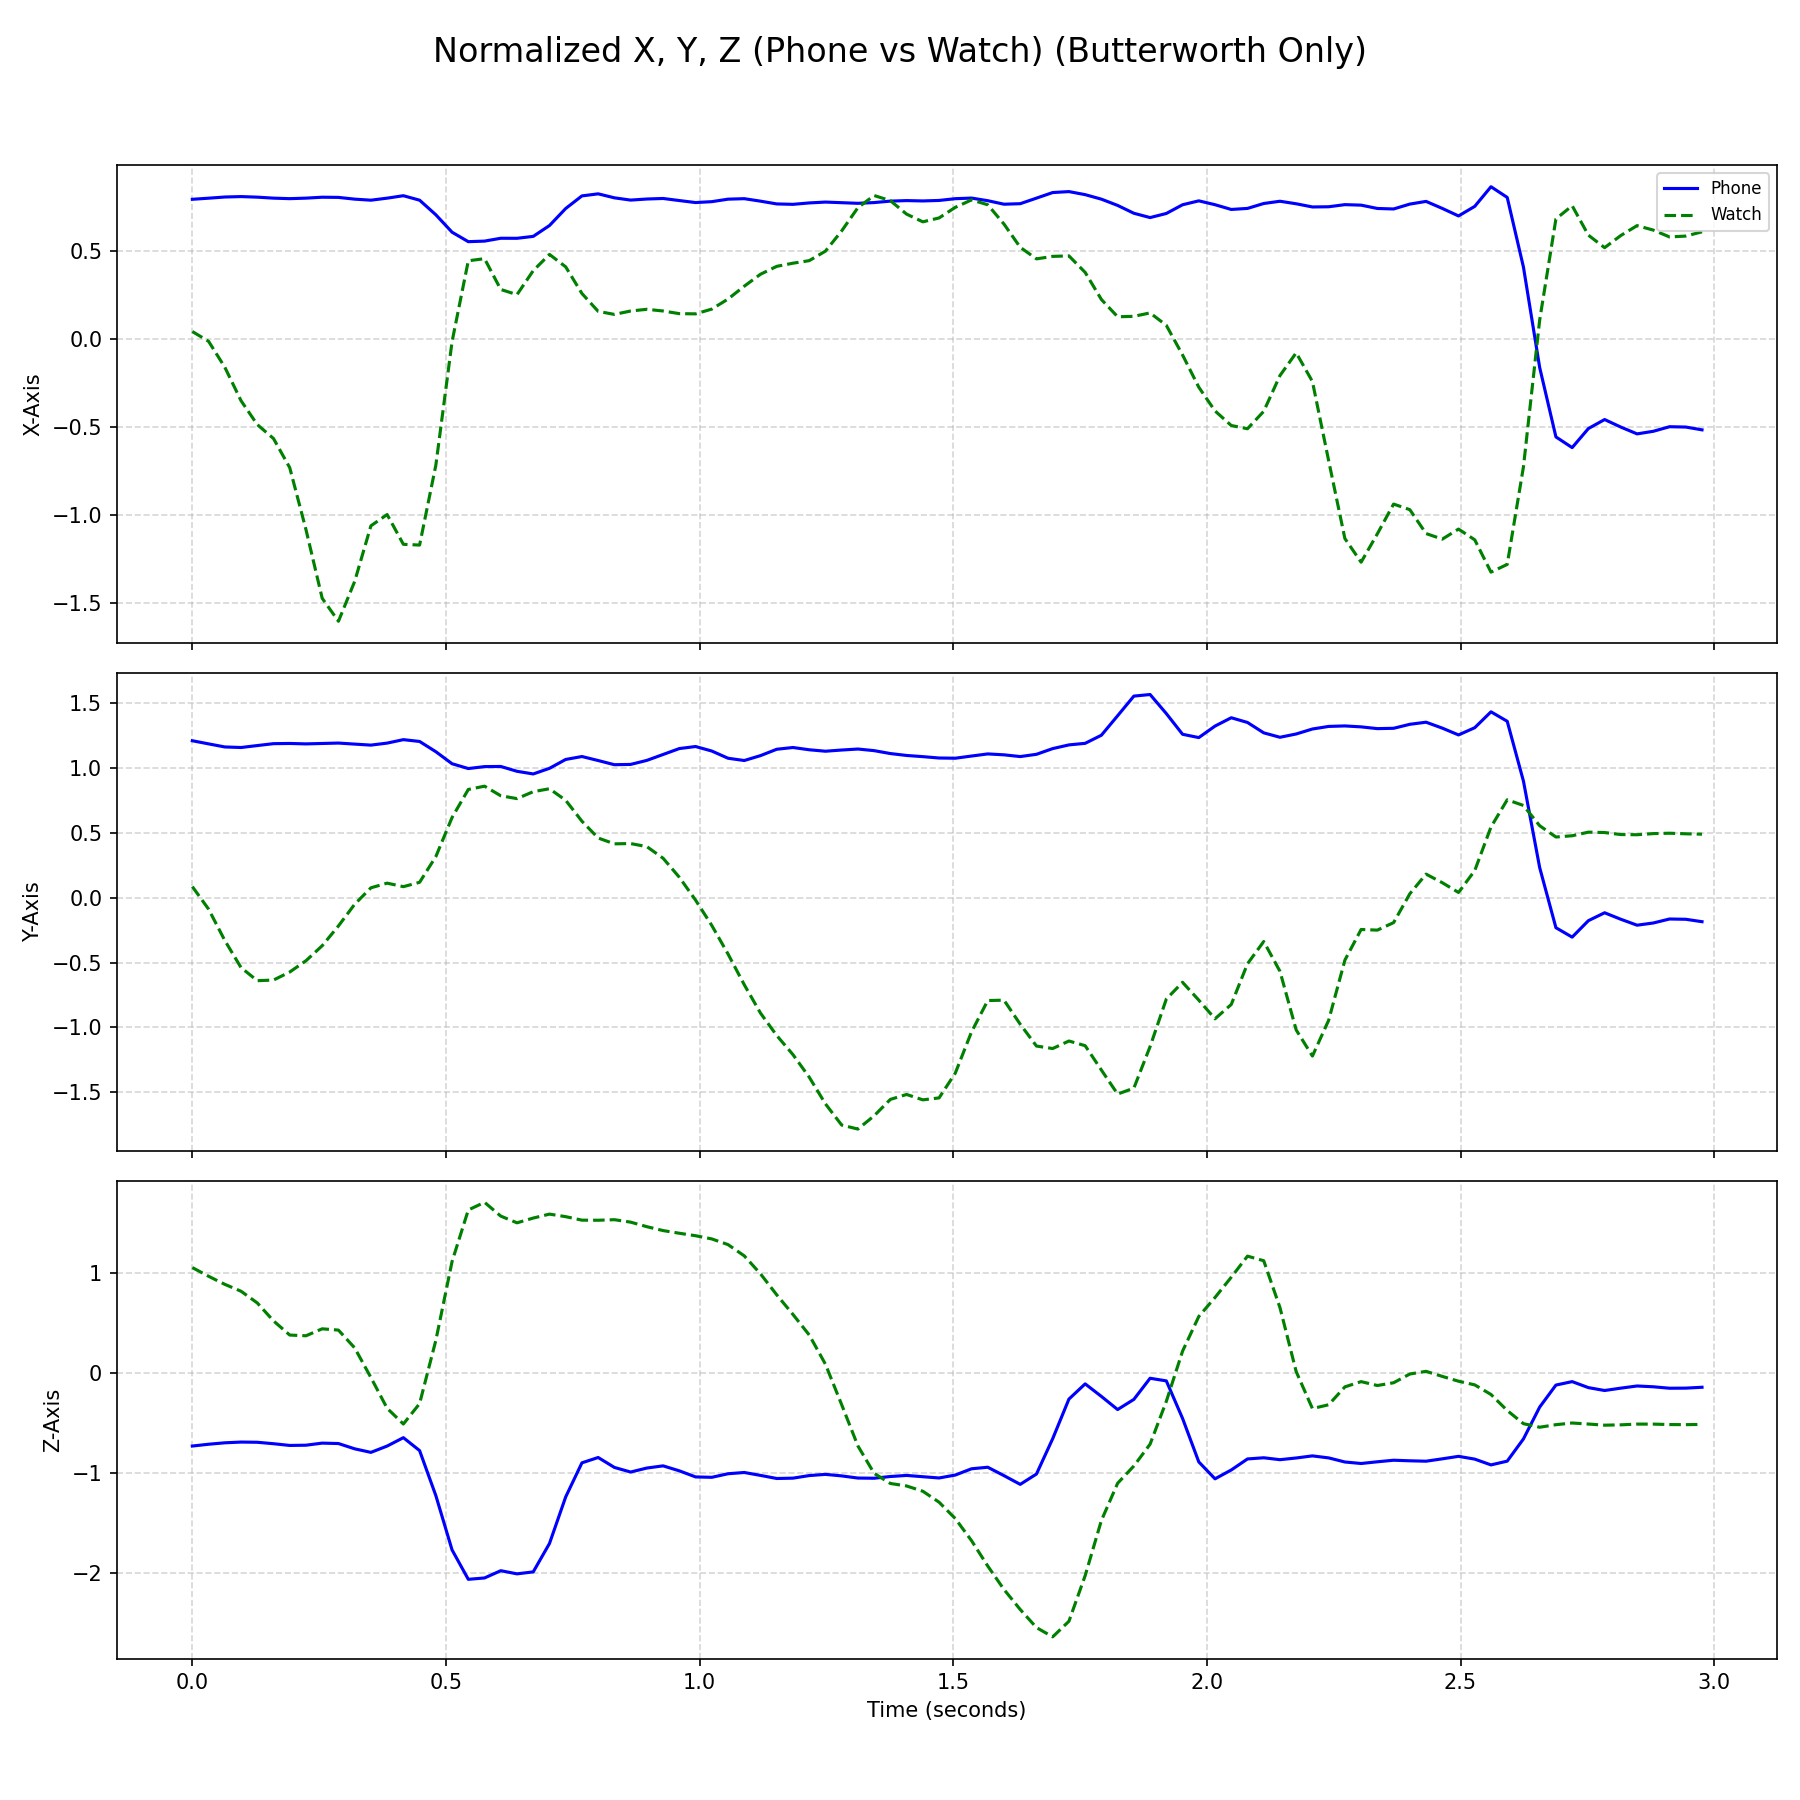 Normalized X, Y, Z (Phone vs Watch) (Butterworth Only)
Phone
Watch
X-Axis
0.5
0.0
−0.5
−1.0
−1.5
Y-Axis
1.5
1.0
0.5
0.0
−0.5
−1.0
−1.5
Z-Axis
1
0
−1
−2
0.0 0.5 1.0 1.5 2.0 2.5 3.0
Time (seconds)